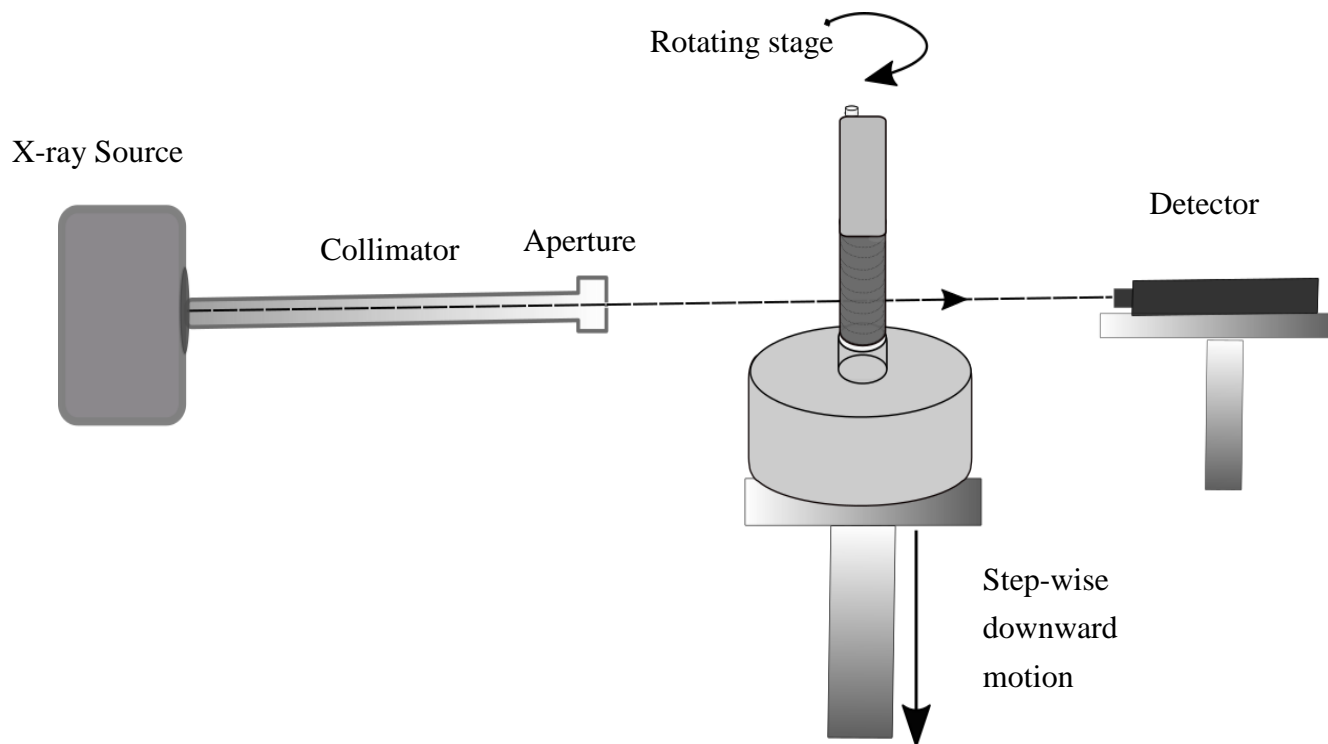 Rotating stage
X-ray Source
Detector
Collimator
Aperture
Step-wise
downward
motion